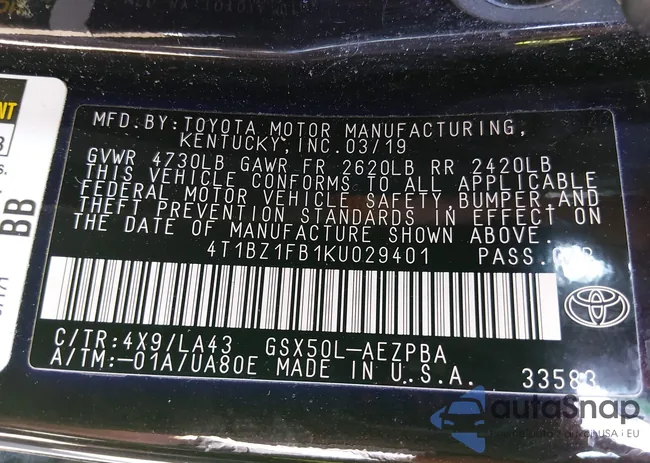 MFD.BY:TOYOTA MOTOR MANUFACTURING,
KENTUCKY,INC.03/19
GVWR 4730LB GAWR FR 2620LB RR 2420LB
THIS VEHICLE CONFORMS TO ALL APPLICABLE
FEDERAL MOTOR VEHICLE SAFETY,BUMPER,AND
THEFT PREVENTION STANDARDS IN EFFECT ON
THE DATE OF MANUFACTURE SHOWN ABOVE.
4T1BZ1FB1KU029401 PASS.
C/TR:4X9/LA43 GSX50L-AEZPBA
A/TM:-01A/UA80E MADE IN U.S.A. 33583
BB
autoSnap